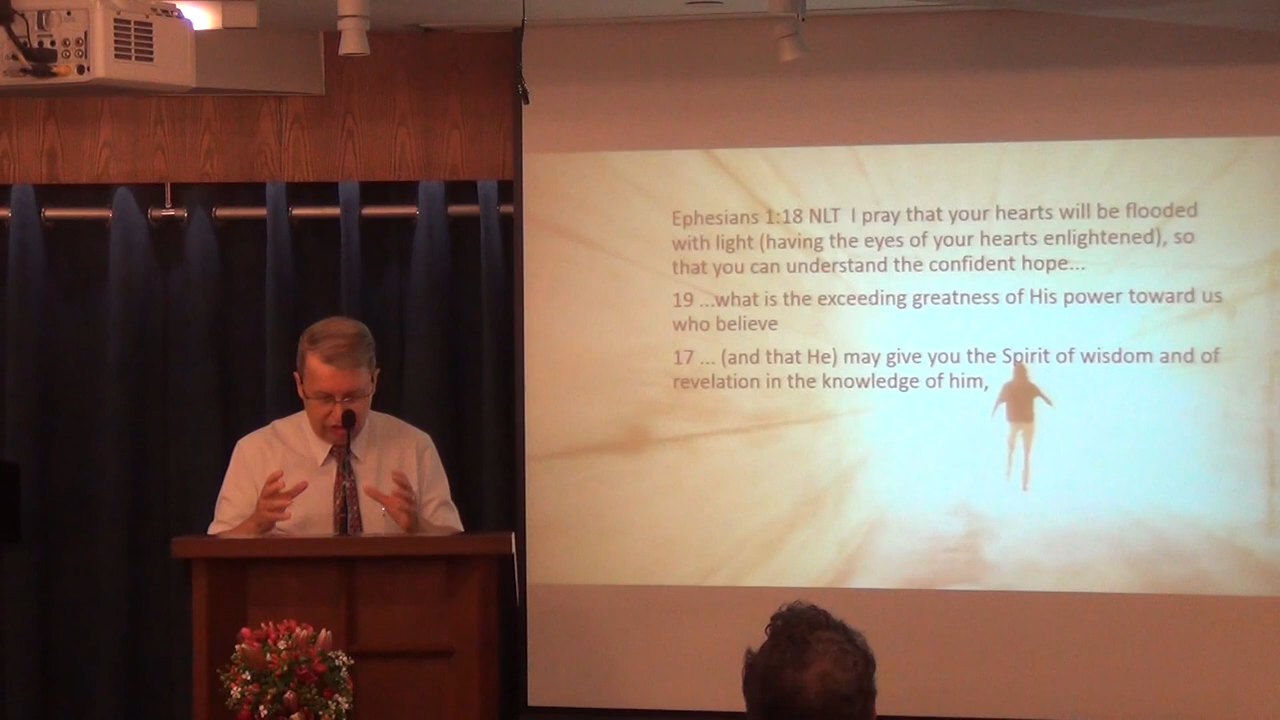 Ephesians 1:18 NLT  I pray that your hearts will be flooded
with light (having the eyes of your hearts enlightened), so
that you can understand the confident hope...
19 ...what is the exceeding greatness of His power toward us
who believe
17 ... (and that He) may give you the Spirit of wisdom and of
revelation in the knowledge of him,